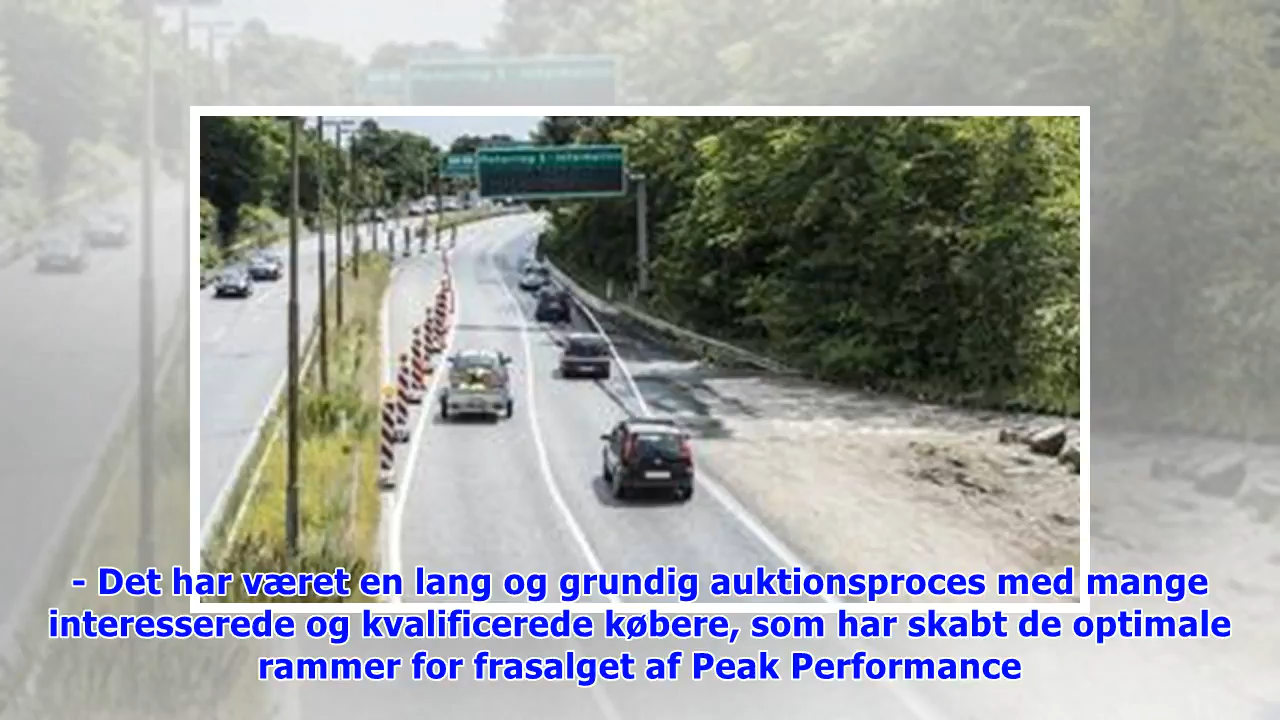 - Det har været en lang og grundig auktionsproces med mange
interesserede og kvalificerede købere, som har skabt de optimale
rammer for frasalget af Peak Performance